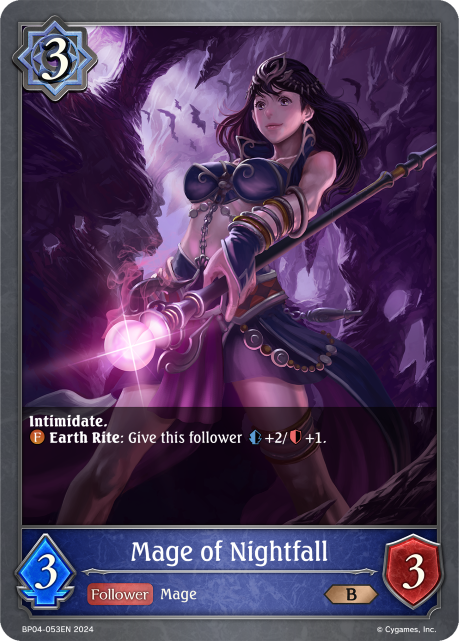 3
Intimidate.
F Earth Rite: Give this follower +2/ +1.
Mage of Nightfall
3
Follower Mage
B
3
BP04-053EN 2024
© Cygames, Inc.